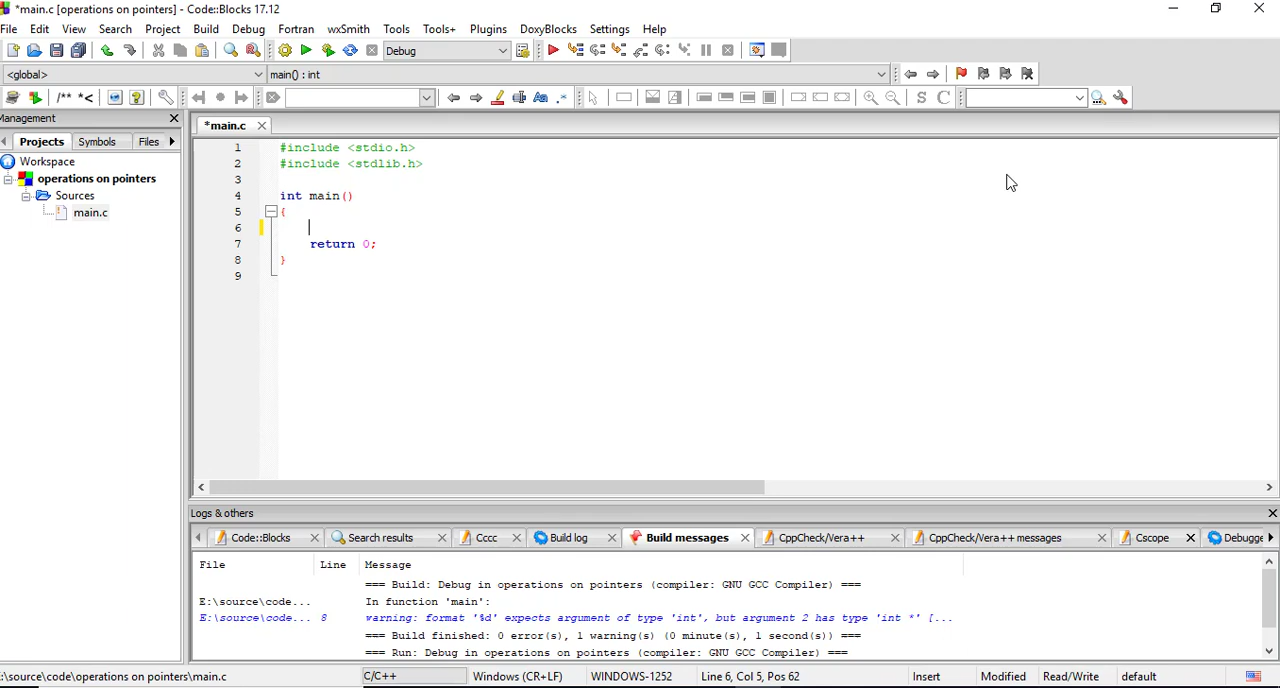 *main.c [operations on pointers] - Code::Blocks 17.12
File Edit View Search Project Build Debug Fortran wxSmith Tools Tools+ Plugins DoxyBlocks Settings Help
Debug
<global> main() : int
/** *<
S C
Management
Projects Symbols Files
Workspace
operations on pointers
Sources
main.c
*main.c
1 #include <stdio.h>
2 #include <stdlib.h>
3
4 int main()
5 {
6
7 return 0;
8 }
9
Logs & others
Code::Blocks Search results Cccc Build log Build messages CppCheck/Vera++ CppCheck/Vera++ messages Cscope Debugge
File Line Message
=== Build: Debug in operations on pointers (compiler: GNU GCC Compiler) ===
E:\source\code... In function 'main':
E:\source\code... 8 warning: format '%d' expects argument of type 'int', but argument 2 has type 'int *' [...
=== Build finished: 0 error(s), 1 warning(s) (0 minute(s), 1 second(s)) ===
=== Run: Debug in operations on pointers (compiler: GNU GCC Compiler) ===
:\source\code\operations on pointers\main.c C/C++ Windows (CR+LF) WINDOWS-1252 Line 6, Col 5, Pos 62 Insert Modified Read/Write default